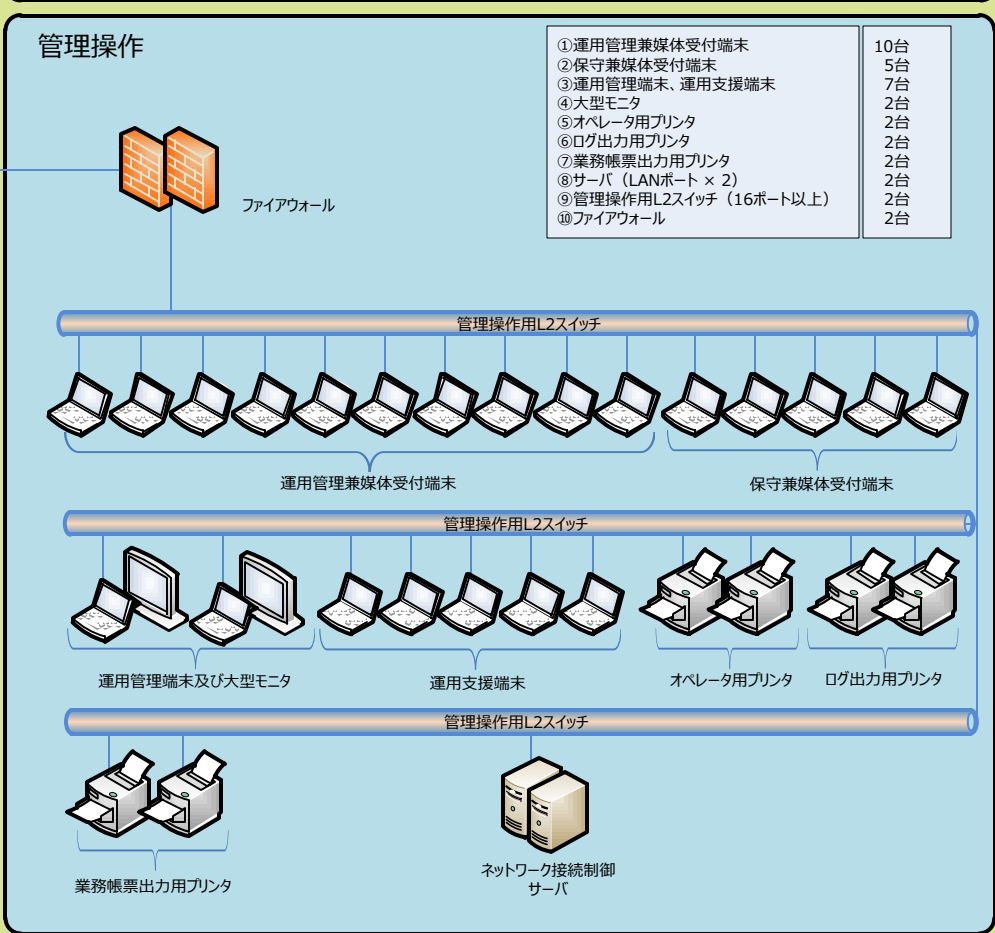 管理操作
①運用管理兼媒体受付端末 10台
②保守兼媒体受付端末 5台
③運用管理端末、運用支援端末 7台
④大型モニタ 2台
⑤オペレータ用プリンタ 2台
⑥ログ出力用プリンタ 2台
⑦業務帳票出力用プリンタ 2台
⑧サーバ（LANポート × 2） 2台
⑨管理操作用L2スイッチ（16ポート以上） 2台
⑩ファイアウォール 2台
ファイアウォール
管理操作用L2スイッチ
運用管理兼媒体受付端末
保守兼媒体受付端末
管理操作用L2スイッチ
運用管理端末及び大型モニタ
運用支援端末
オペレータ用プリンタ
ログ出力用プリンタ
管理操作用L2スイッチ
業務帳票出力用プリンタ
ネットワーク接続制御
サーバ